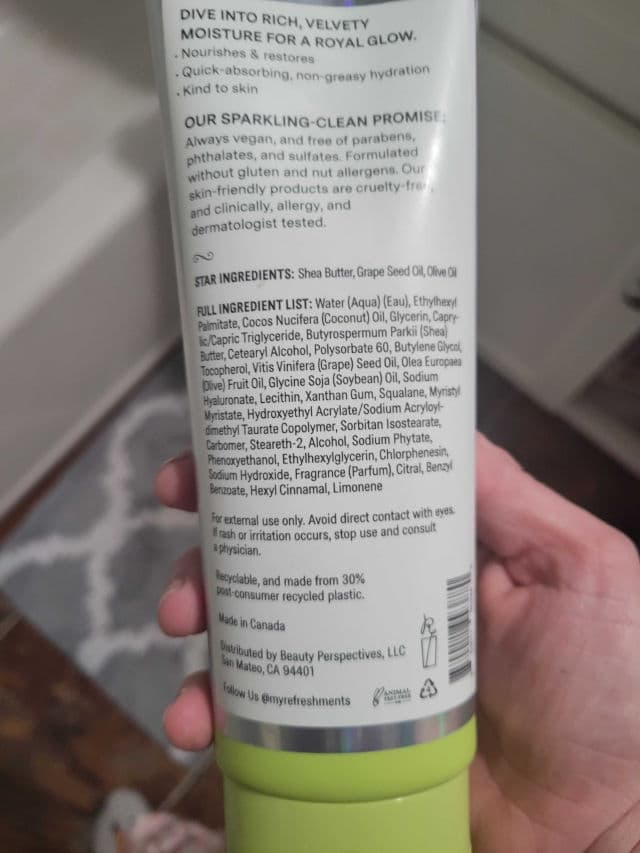 DIVE INTO RICH, VELVETY
MOISTURE FOR A ROYAL GLOW.
• Nourishes & restores
• Quick-absorbing, non-greasy hydration
• Kind to skin
OUR SPARKLING-CLEAN PROMISE:
Always vegan, and free of parabens,
phthalates, and sulfates. Formulated
without gluten and nut allergens. Our
skin-friendly products are cruelty-free,
and clinically, allergy, and
dermatologist tested.
STAR INGREDIENTS: Shea Butter, Grape Seed Oil, Olive Oil
FULL INGREDIENT LIST: Water (Aqua) (Eau), Ethylhexyl
Palmitate, Cocos Nucifera (Coconut) Oil, Glycerin, Capry-
lic/Capric Triglyceride, Butyrospermum Parkii (Shea)
Butter, Cetearyl Alcohol, Polysorbate 60, Butylene Glycol,
Tocopherol, Vitis Vinifera (Grape) Seed Oil, Olea Europaea
(Olive) Fruit Oil, Glycine Soja (Soybean) Oil, Sodium
Hyaluronate, Lecithin, Xanthan Gum, Squalane, Myristyl
Myristate, Hydroxyethyl Acrylate/Sodium Acryloyl-
dimethyl Taurate Copolymer, Sorbitan Isostearate,
Carbomer, Steareth-2, Alcohol, Sodium Phytate,
Phenoxyethanol, Ethylhexylglycerin, Chlorphenesin,
Sodium Hydroxide, Fragrance (Parfum), Citral, Benzyl
Benzoate, Hexyl Cinnamal, Limonene
For external use only. Avoid direct contact with eyes.
If rash or irritation occurs, stop use and consult
a physician.
Recyclable, and made from 30%
post-consumer recycled plastic.
Made in Canada
Distributed by Beauty Perspectives, LLC
San Mateo, CA 94401
Follow Us @myrefreshments
ANIMAL
TEST-FREE